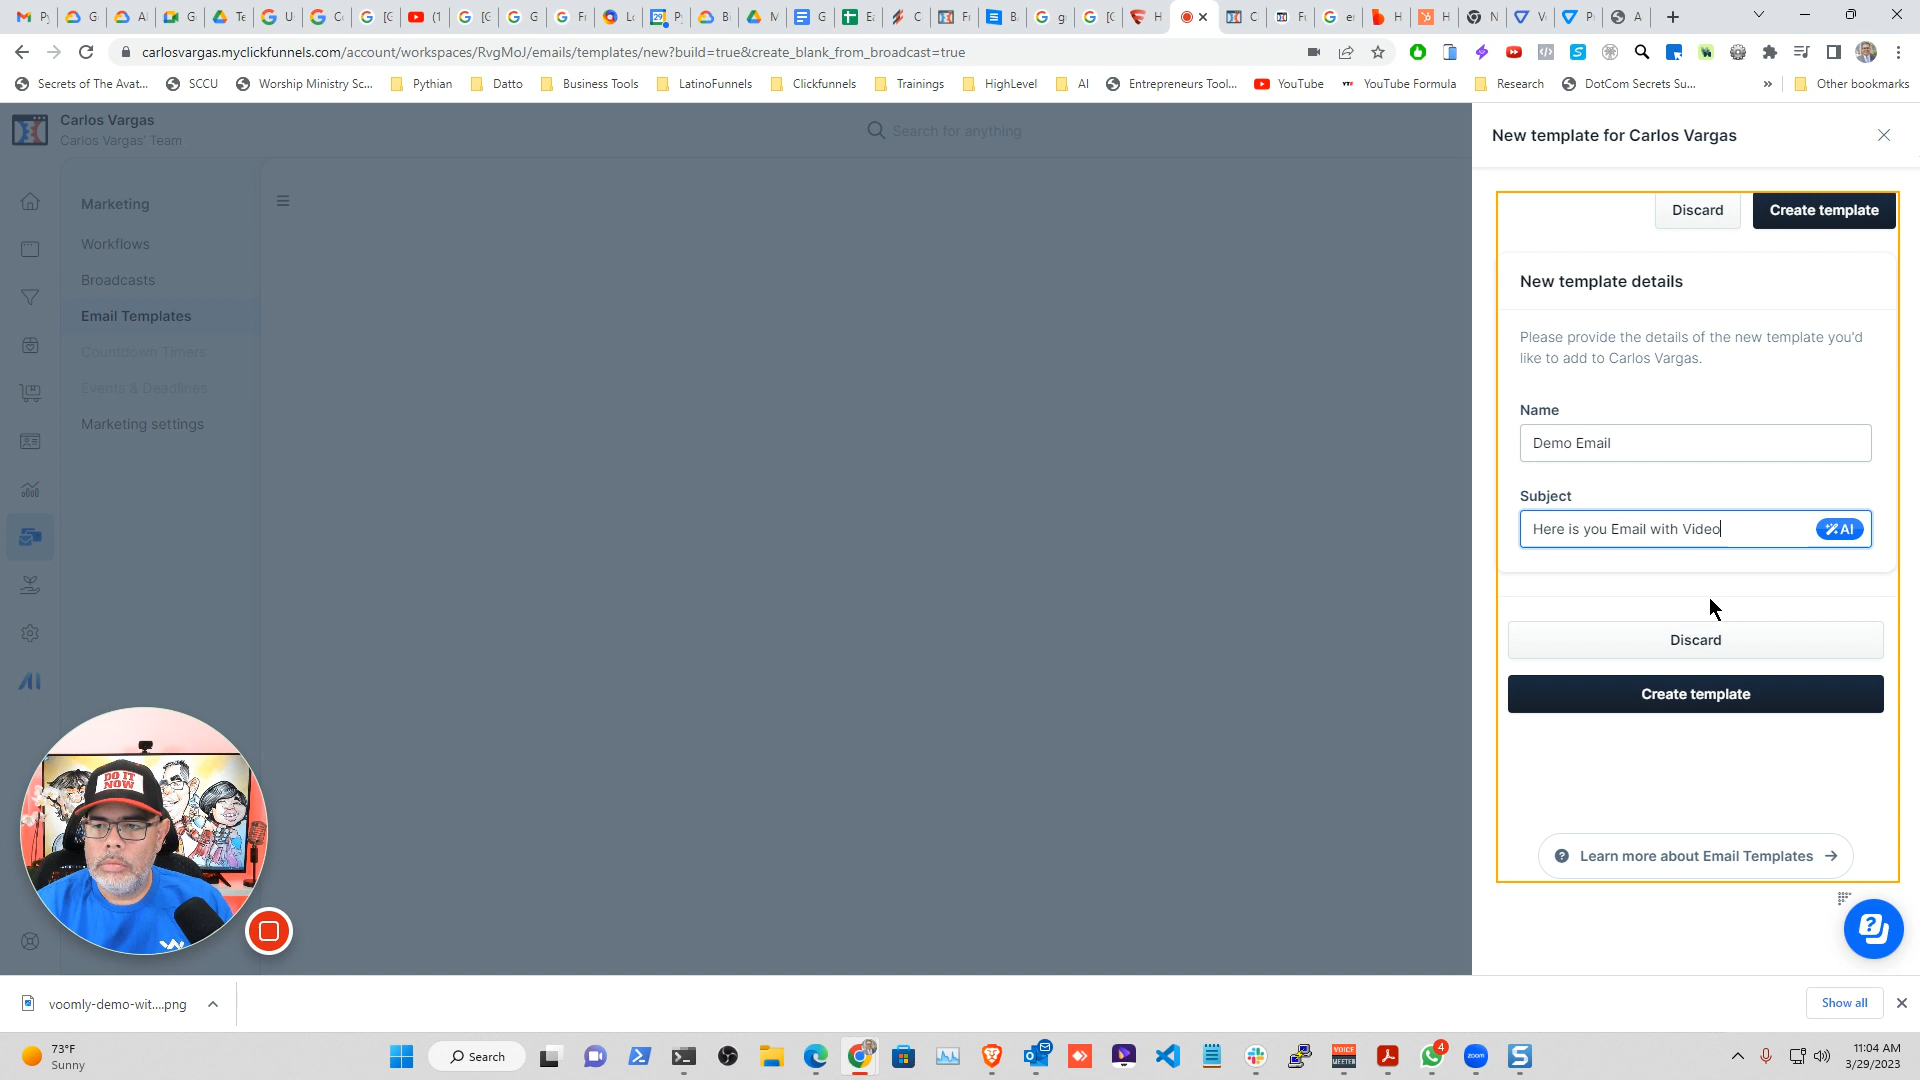 carlosvargas.myclickfunnels.com/account/workspaces/RvgMoJ/emails/templates/new?build=true&create_blank_from_broadcast=true
Secrets of The Avat... SCCU Worship Ministry Sc... Pythian Datto Business Tools LatinoFunnels Clickfunnels Trainings HighLevel AI Entrepreneurs Tool... YouTube YouTube Formula Research DotCom Secrets Su... » Other bookmarks
Carlos Vargas
Carlos Vargas' Team
Search for anything
New template for Carlos Vargas
Marketing
Workflows
Broadcasts
Email Templates
Countdown Timers
Events & Deadlines
Marketing settings
Discard Create template
New template details
Please provide the details of the new template you'd
like to add to Carlos Vargas.
Name
Demo Email
Subject
Here is you Email with Video AI
Discard
Create template
Learn more about Email Templates
DO IT
NOW
voomly-demo-wit....png
Show all
73°F
Sunny
Search
VOICE
MEETER
4
zoom
11:04 AM
3/29/2023